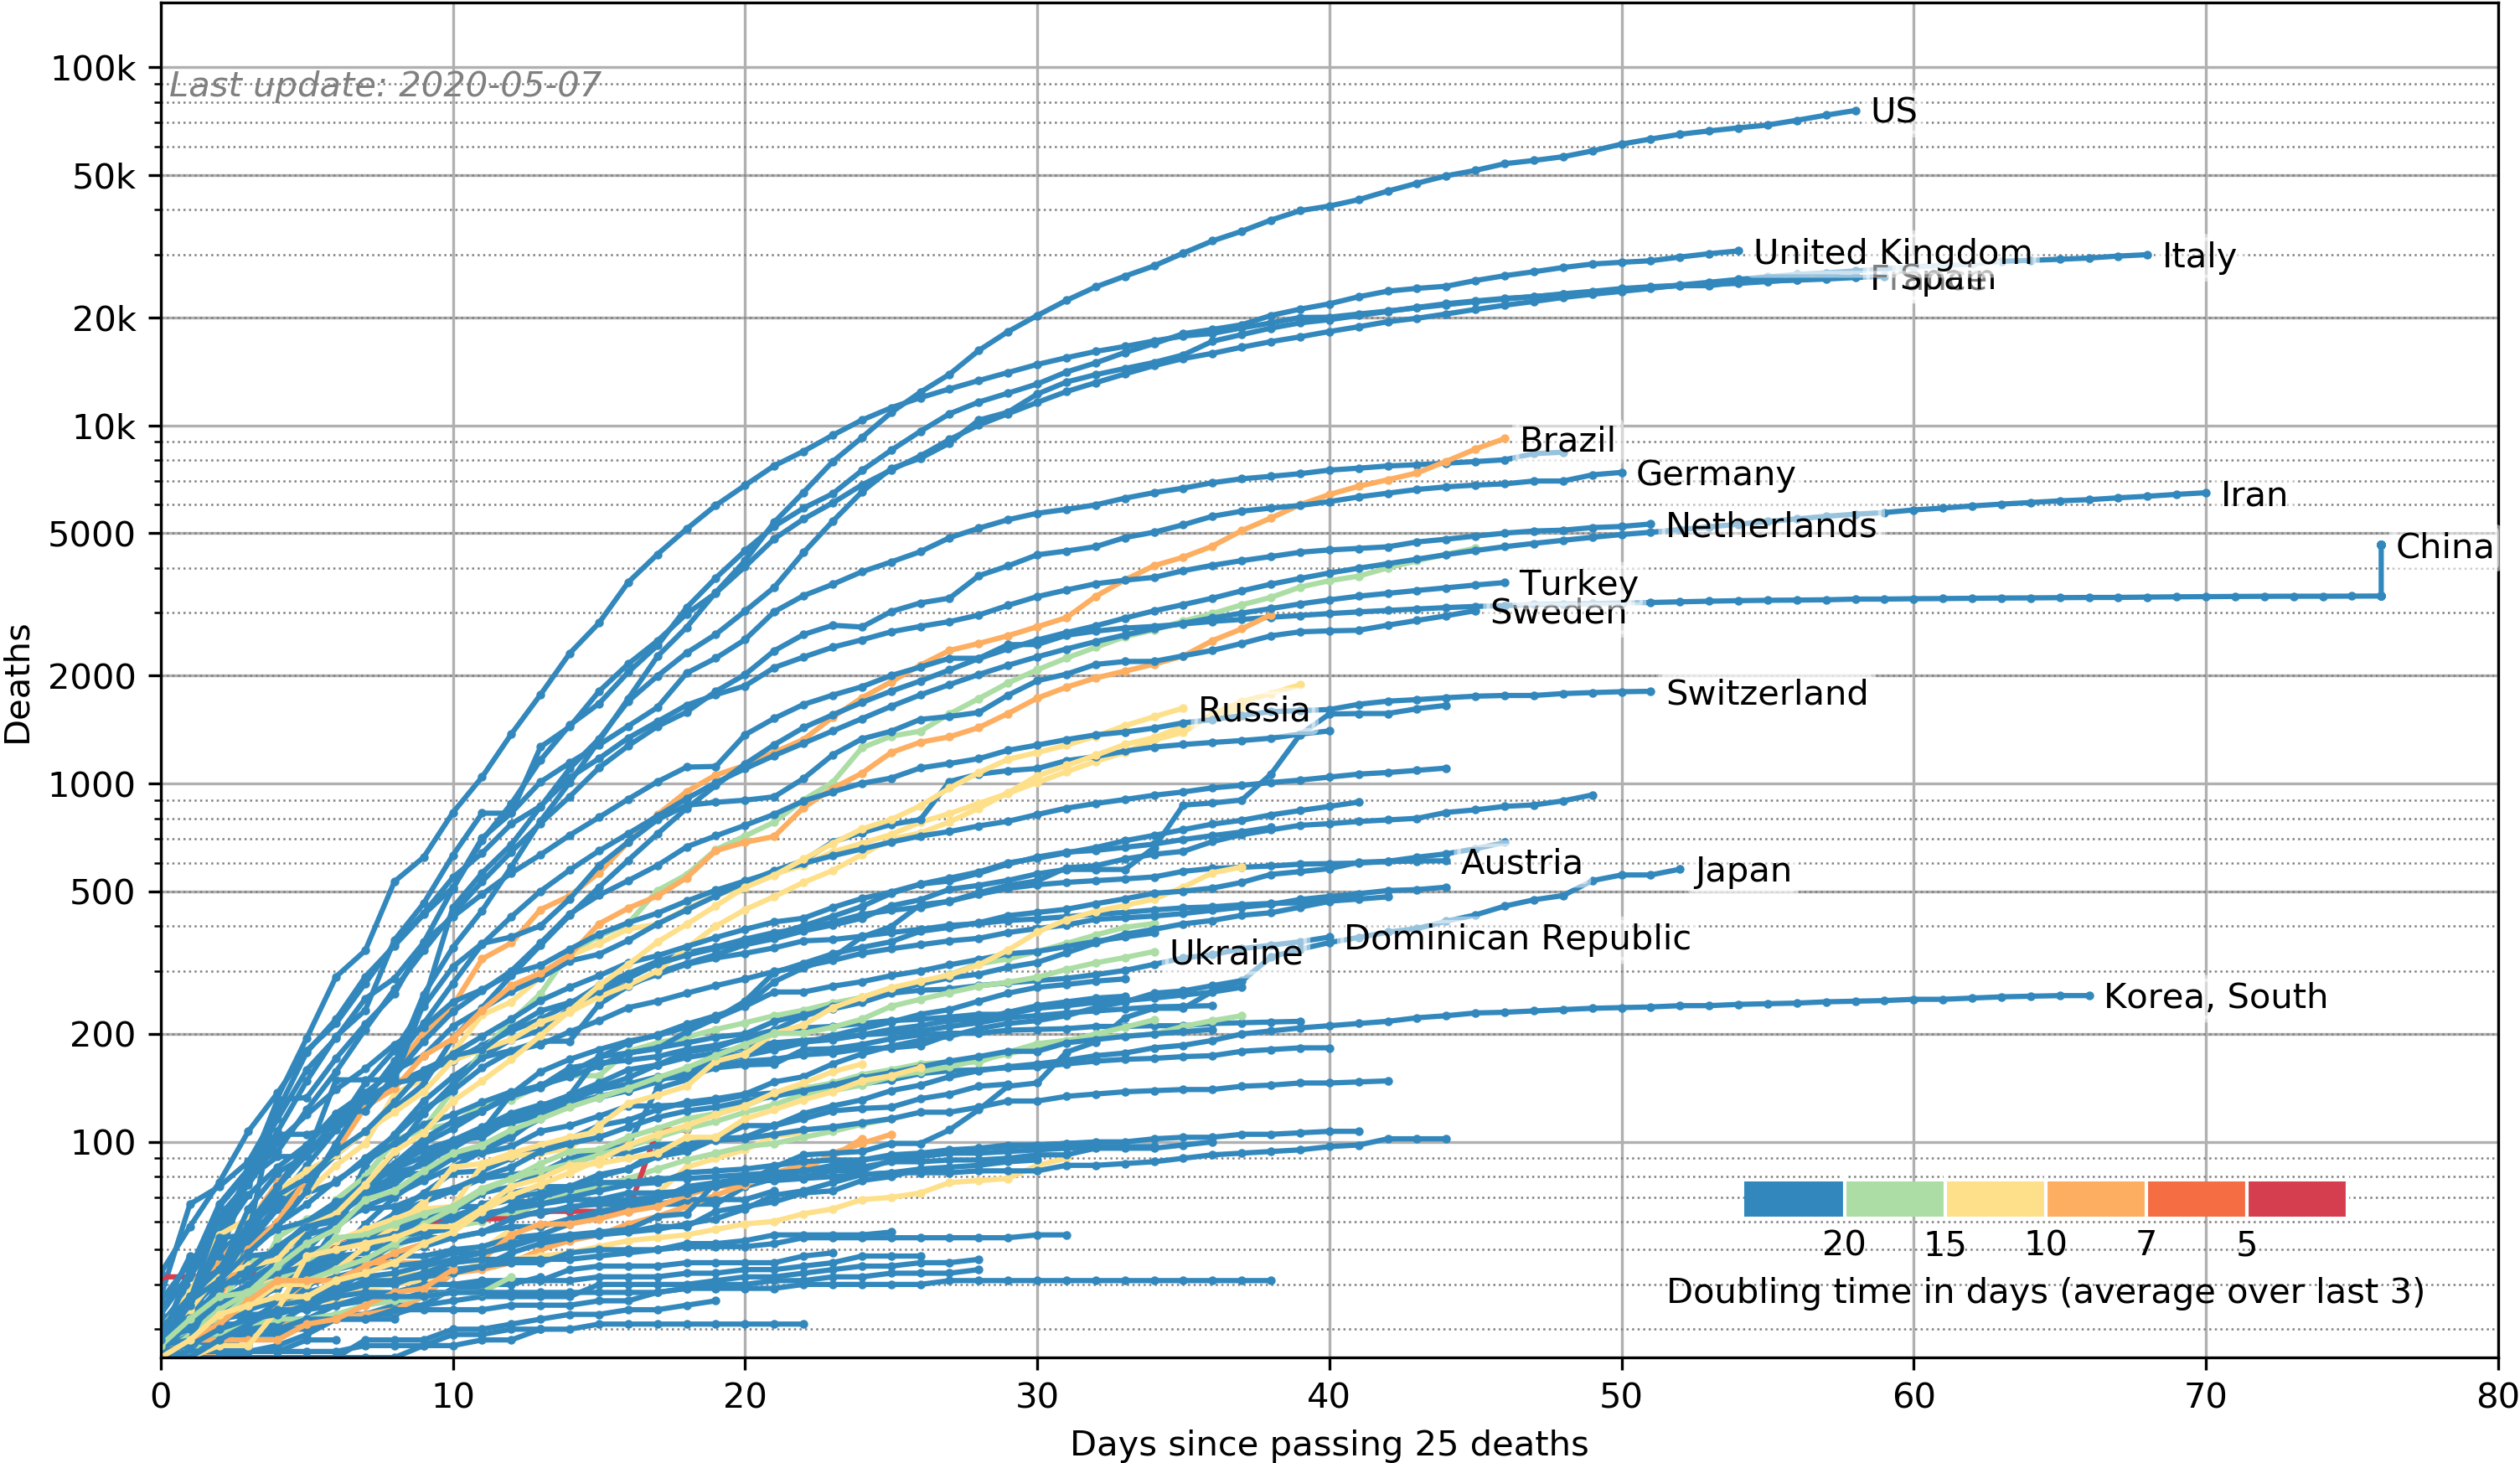 100k
Last update: 2020-05-07
US
50k
United Kingdom
Italy
France
Spain
20k
10k
Brazil
Germany
Iran
5000
Netherlands
China
Turkey
Sweden
2000
Switzerland
Russia
1000
Austria
Japan
500
Dominican Republic
Ukraine
Korea, South
200
100
Deaths
20 15 10 7 5
Doubling time in days (average over last 3)
0 10 20 30 40 50 60 70 80
Days since passing 25 deaths